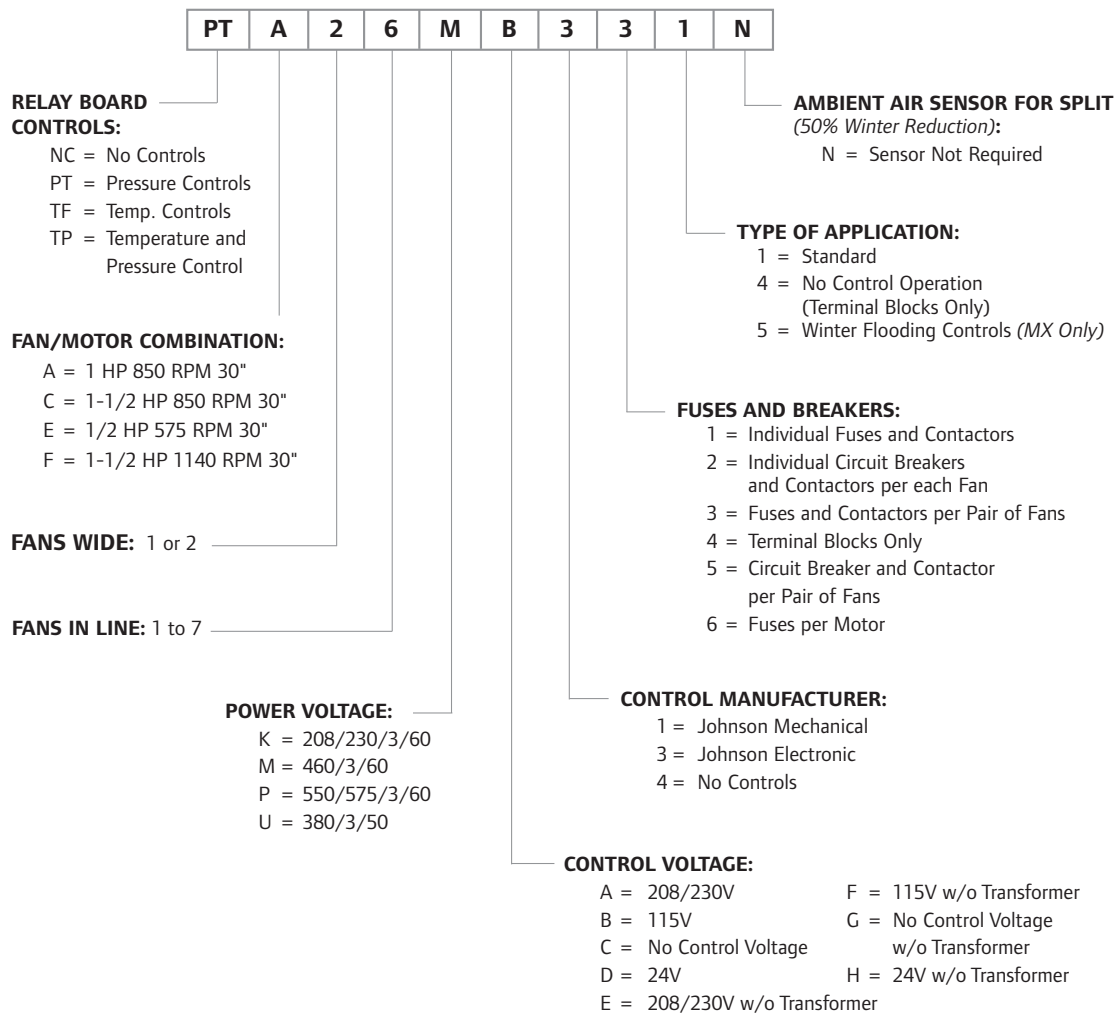 PT A 2 6 M B 3 3 1 N
RELAY BOARD
CONTROLS:
NC = No Controls
PT = Pressure Controls
TF = Temp. Controls
TP = Temperature and
Pressure Control
FAN/MOTOR COMBINATION:
A = 1 HP 850 RPM 30"
C = 1-1/2 HP 850 RPM 30"
E = 1/2 HP 575 RPM 30"
F = 1-1/2 HP 1140 RPM 30"
FANS WIDE: 1 or 2
FANS IN LINE: 1 to 7
POWER VOLTAGE:
K = 208/230/3/60
M = 460/3/60
P = 550/575/3/60
U = 380/3/50
AMBIENT AIR SENSOR FOR SPLIT
(50% Winter Reduction):
N = Sensor Not Required
TYPE OF APPLICATION:
1 = Standard
4 = No Control Operation
(Terminal Blocks Only)
5 = Winter Flooding Controls (MX Only)
FUSES AND BREAKERS:
1 = Individual Fuses and Contactors
2 = Individual Circuit Breakers
and Contactors per each Fan
3 = Fuses and Contactors per Pair of Fans
4 = Terminal Blocks Only
5 = Circuit Breaker and Contactor
per Pair of Fans
6 = Fuses per Motor
CONTROL MANUFACTURER:
1 = Johnson Mechanical
3 = Johnson Electronic
4 = No Controls
CONTROL VOLTAGE:
A = 208/230V
B = 115V
C = No Control Voltage
D = 24V
E = 208/230V w/o Transformer
F = 115V w/o Transformer
G = No Control Voltage
w/o Transformer
H = 24V w/o Transformer